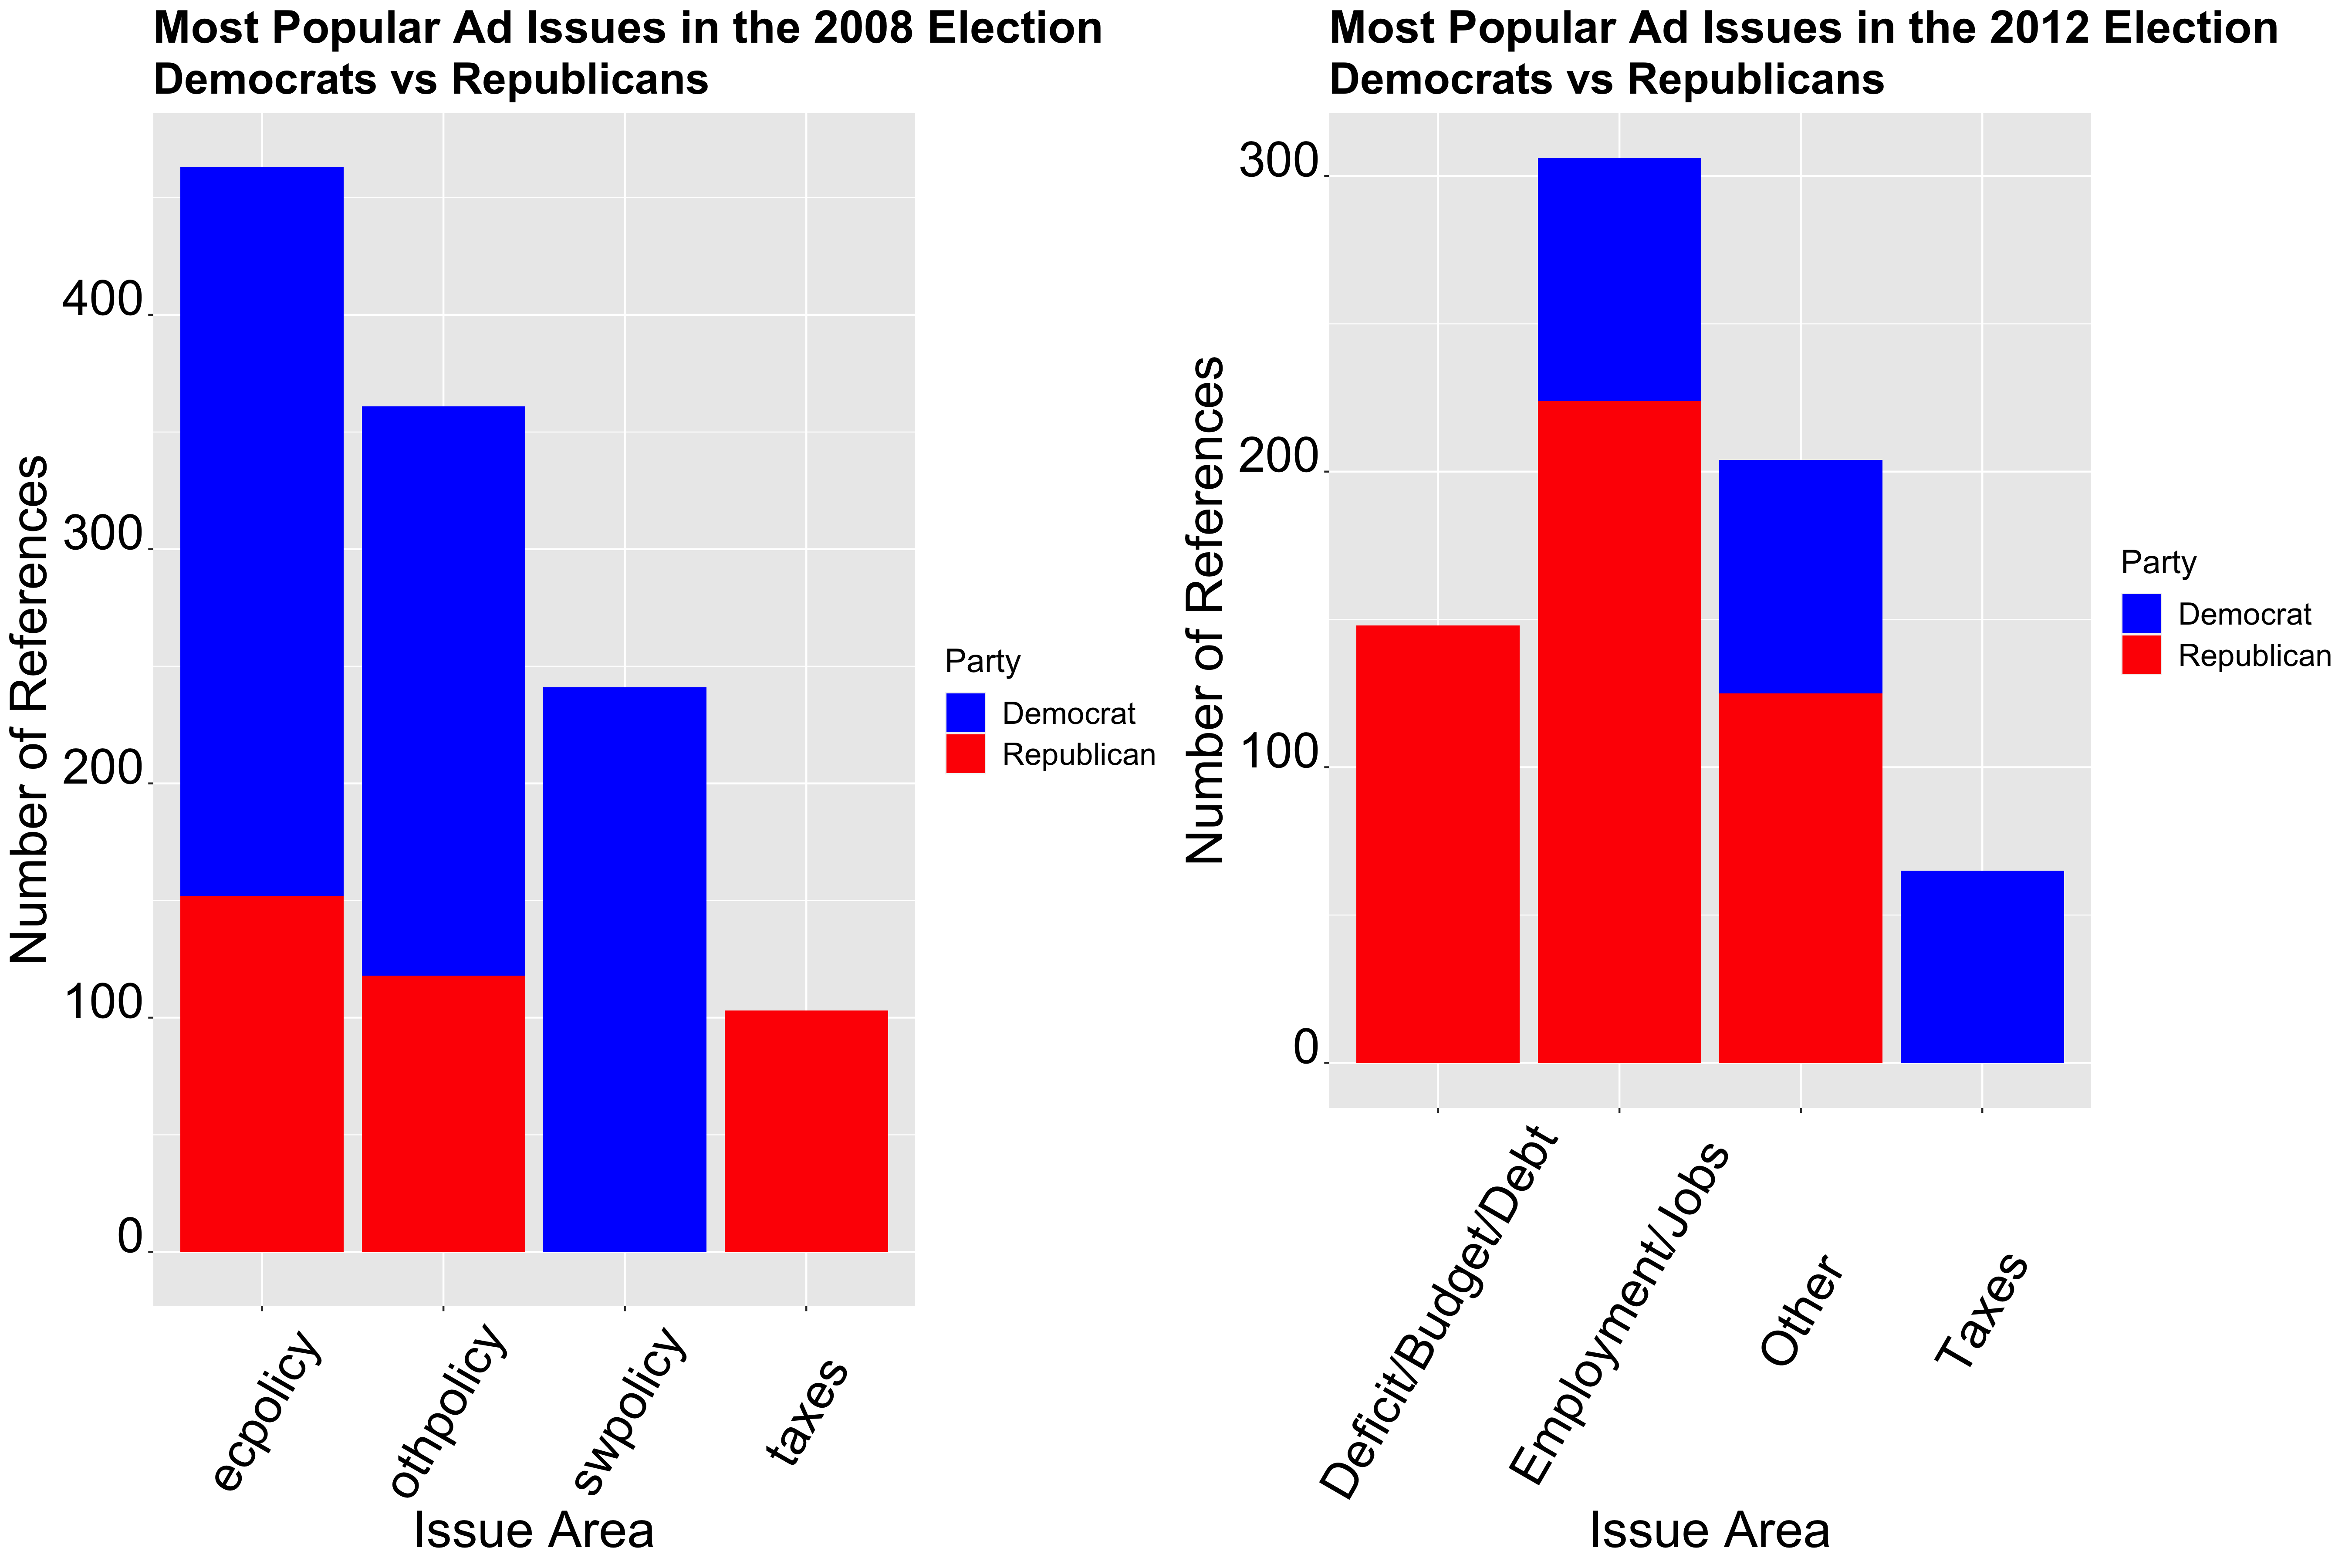 Most Popular Ad Issues in the 2008 Election
Democrats vs Republicans
Number of References
400
300
200
100
0
ecpolicy
othpolicy
swpolicy
taxes
Issue Area
Party
Democrat
Republican
Most Popular Ad Issues in the 2012 Election
Democrats vs Republicans
Number of References
300
200
100
0
Deficit/Budget/Debt
Employment/Jobs
Other
Taxes
Issue Area
Party
Democrat
Republican